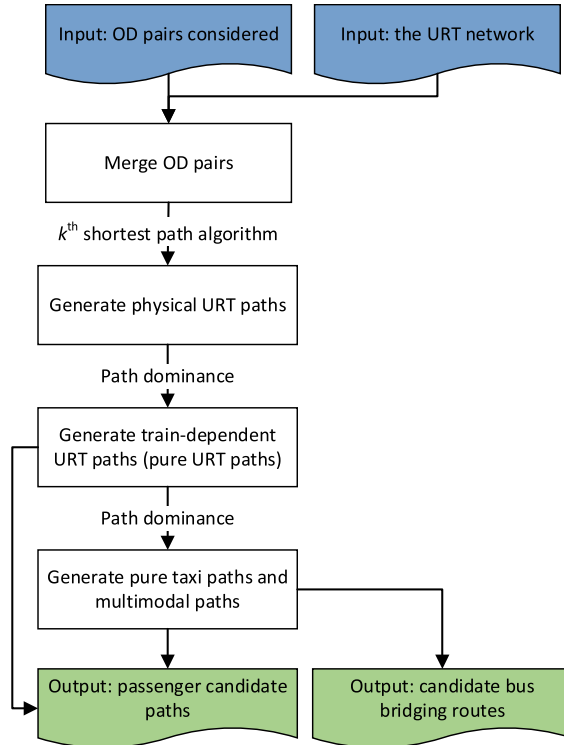 Input: OD pairs considered
Input: the URT network
Merge OD pairs
kth shortest path algorithm
Generate physical URT paths
Path dominance
Generate train-dependent
URT paths (pure URT paths)
Path dominance
Generate pure taxi paths and
multimodal paths
Output: passenger candidate
paths
Output: candidate bus
bridging routes